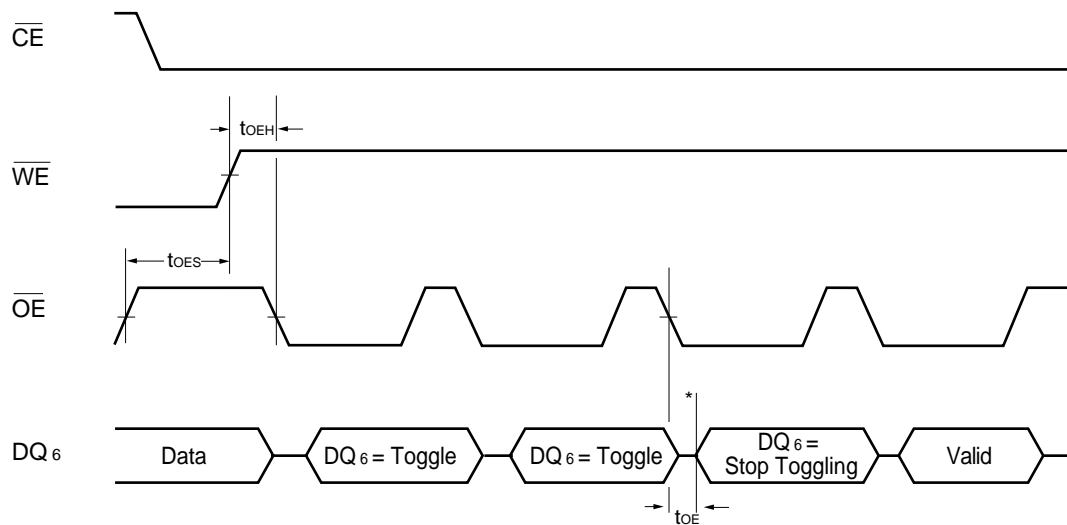 CE
tOEH
WE
tOES
OE
*
DQ6
Data
DQ6 = Toggle
DQ6 = Toggle
DQ6 =
Stop Toggling
Valid
tOE